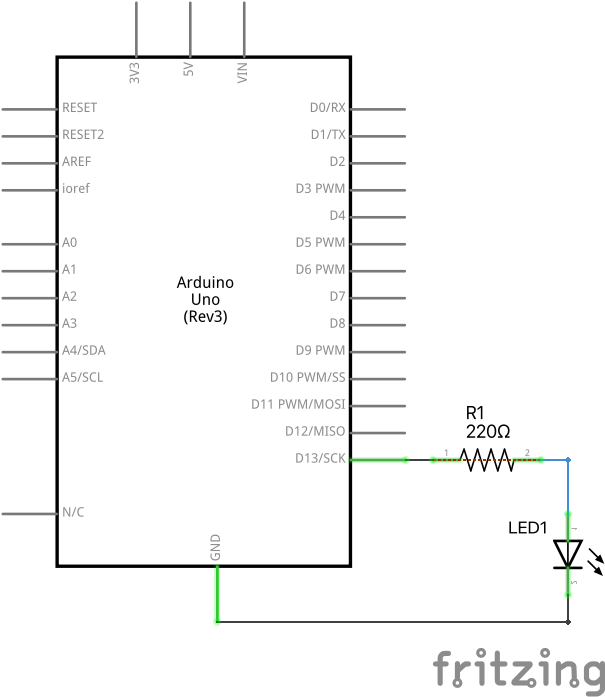 3V3
5V
VIN
RESET
RESET2
AREF
ioref
A0
A1
A2
A3
A4/SDA
A5/SCL
N/C
Arduino
Uno
(Rev3)
D0/RX
D1/TX
D2
D3 PWM
D4
D5 PWM
D6 PWM
D7
D8
D9 PWM
D10 PWM/SS
D11 PWM/MOSI
D12/MISO
D13/SCK
GND
R1
220Ω
1
2
LED1
fritzing